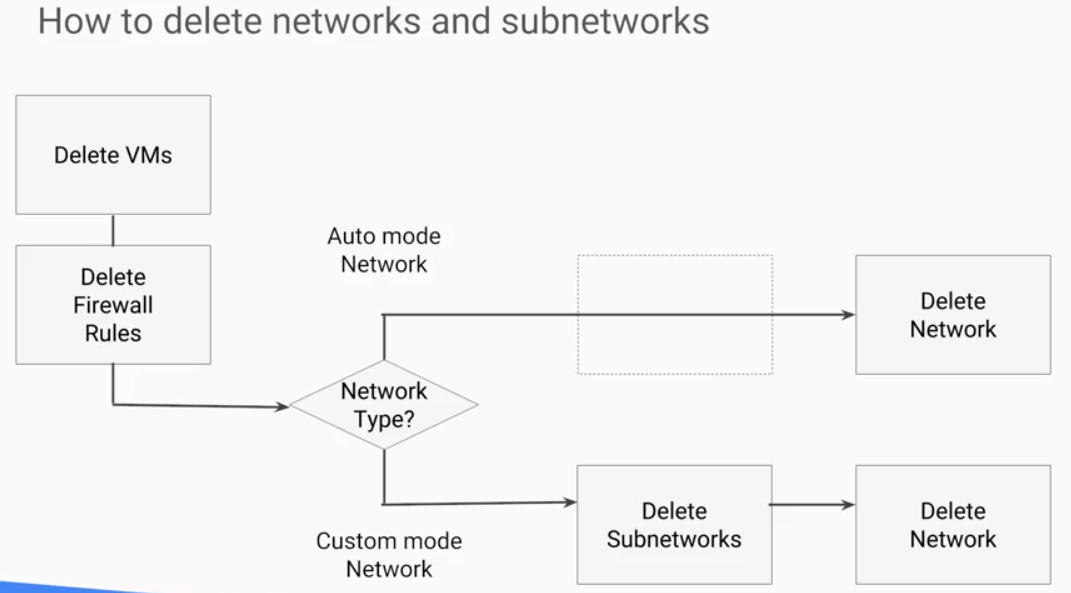 How to delete networks and subnetworks
Delete VMs
Delete
Firewall
Rules
Auto mode
Network
Network
Type?
Delete
Network
Custom mode
Network
Delete
Subnetworks
Delete
Network